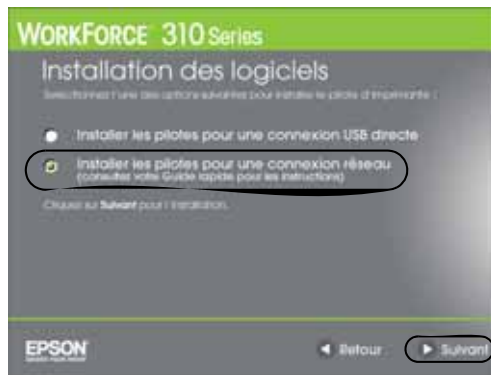 WORKFORCE 310 Series
Installation des logiciels
Sélectionnez l'une des options suivantes pour installer le pilote d'imprimante :
Installer les pilotes pour une connexion USB directe
Installer les pilotes pour une connexion réseau
(consultez votre Guide rapide pour les instructions)
Cliquez sur Suivant pour l'installation.
EPSON
Retour
Suivant